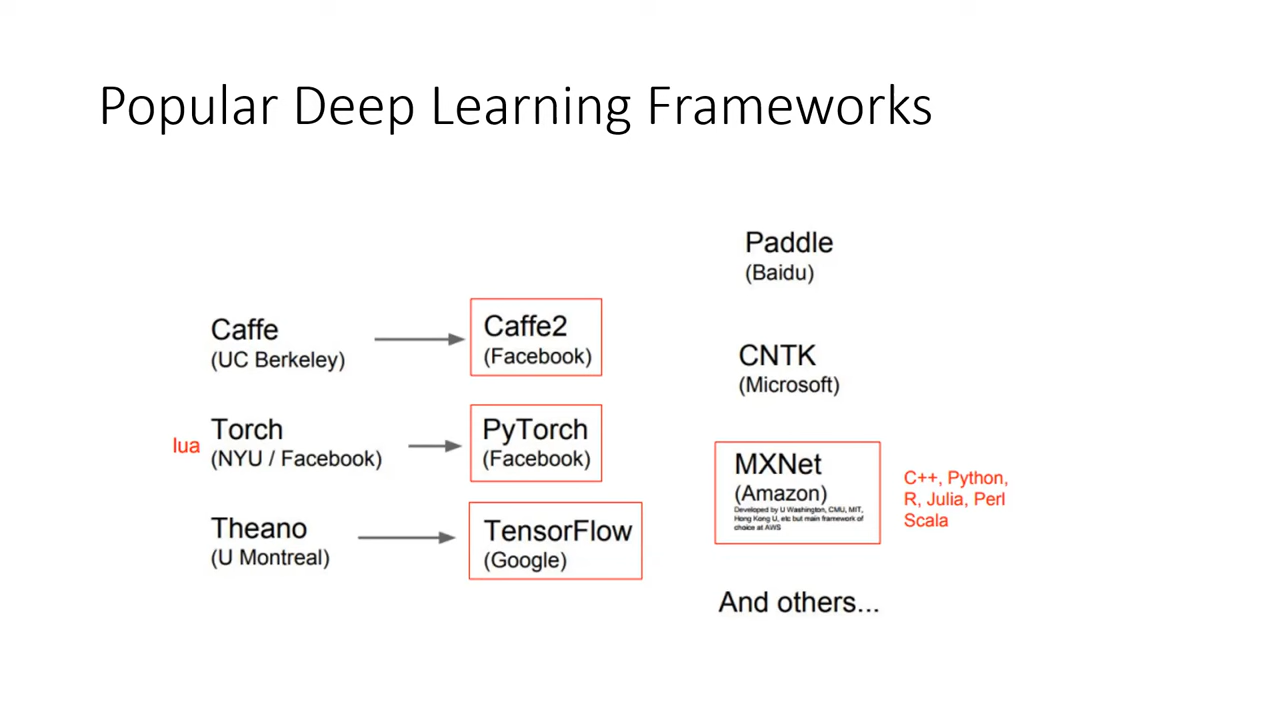 Popular Deep Learning Frameworks
Caffe
(UC Berkeley)
Caffe2
(Facebook)
lua
Torch
(NYU / Facebook)
PyTorch
(Facebook)
Theano
(U Montreal)
TensorFlow
(Google)
Paddle
(Baidu)
CNTK
(Microsoft)
MXNet
(Amazon)
Developed by U Washington, CMU, MIT,
Hong Kong U, etc but main framework of
choice at AWS
C++, Python,
R, Julia, Perl
Scala
And others...